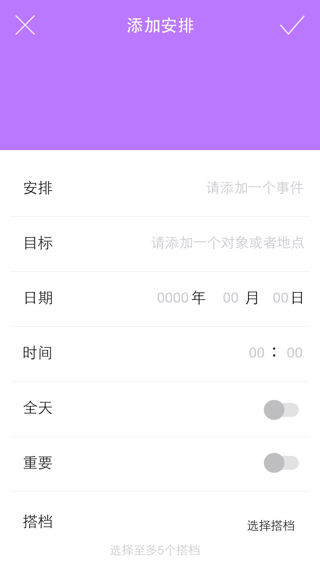 添加安排
安排 请添加一个事件
目标 请添加一个对象或者地点
日期 0000 年 00 月 00 日
时间 00 : 00
全天
重要
搭档 选择搭档
选择至多5个搭档